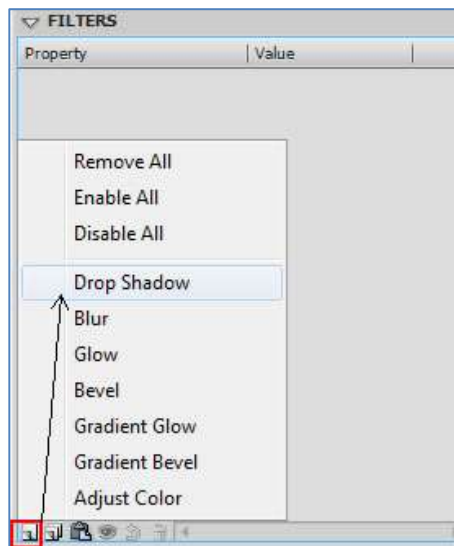 FILTERS
Property Value
Remove All
Enable All
Disable All
Drop Shadow
Blur
Glow
Bevel
Gradient Glow
Gradient Bevel
Adjust Color